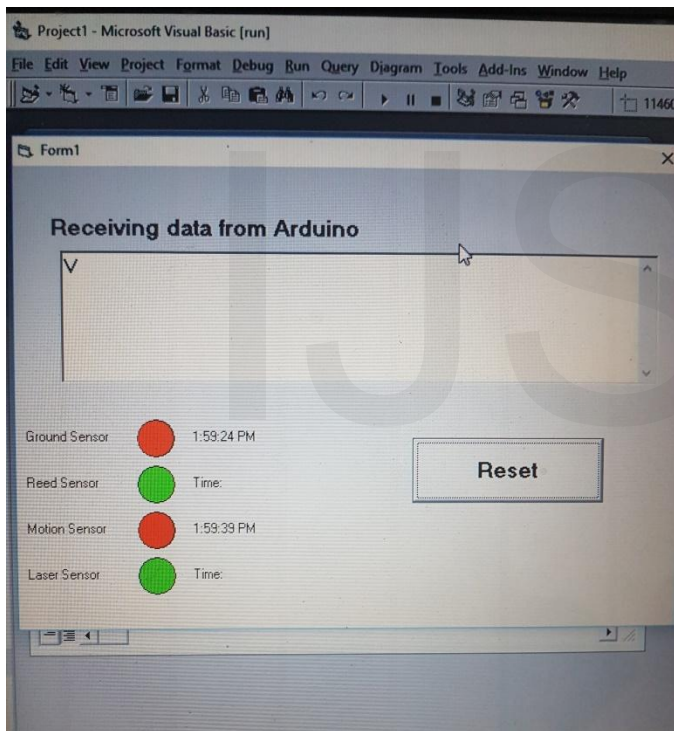 Project1 - Microsoft Visual Basic [run]
File Edit View Project Format Debug Run Query Diagram Tools Add-Ins Window Help
11460
Form1
Receiving data from Arduino
V
Ground Sensor 1:59:24 PM
Reset
Reed Sensor Time:
Motion Sensor 1:59:39 PM
Laser Sensor Time:
IJS